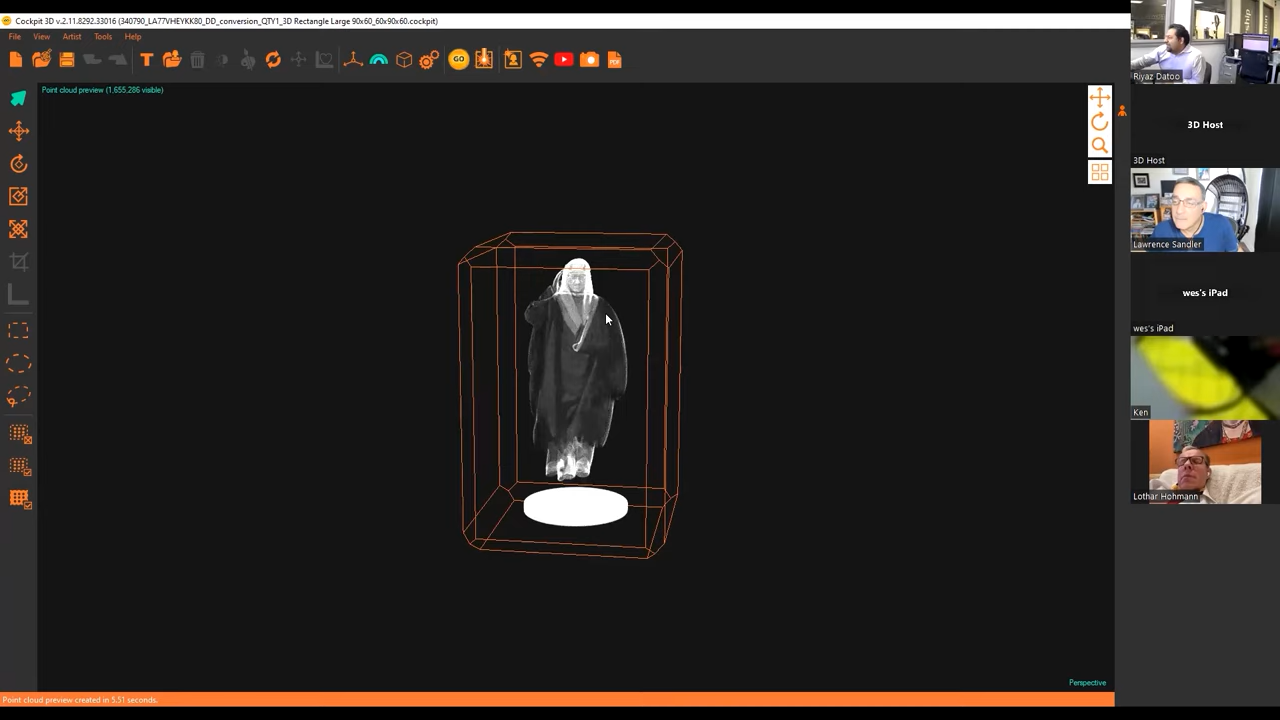 Cockpit 3D v.2.11.8292.33016 (340790_LA77VHEYKK80_DD_conversion_QTY1_3D Rectangle Large 90x60_60x90x60.cockpit)
File View Artist Tools Help
GO
Point cloud preview (1,655,286 visible)
Perspective
Point cloud preview created in 5.51 seconds.
Riyaz Datoo
3D Host
3D Host
Lawrence Sandler
wes's iPad
wes's iPad
Ken
Lothar Hohmann